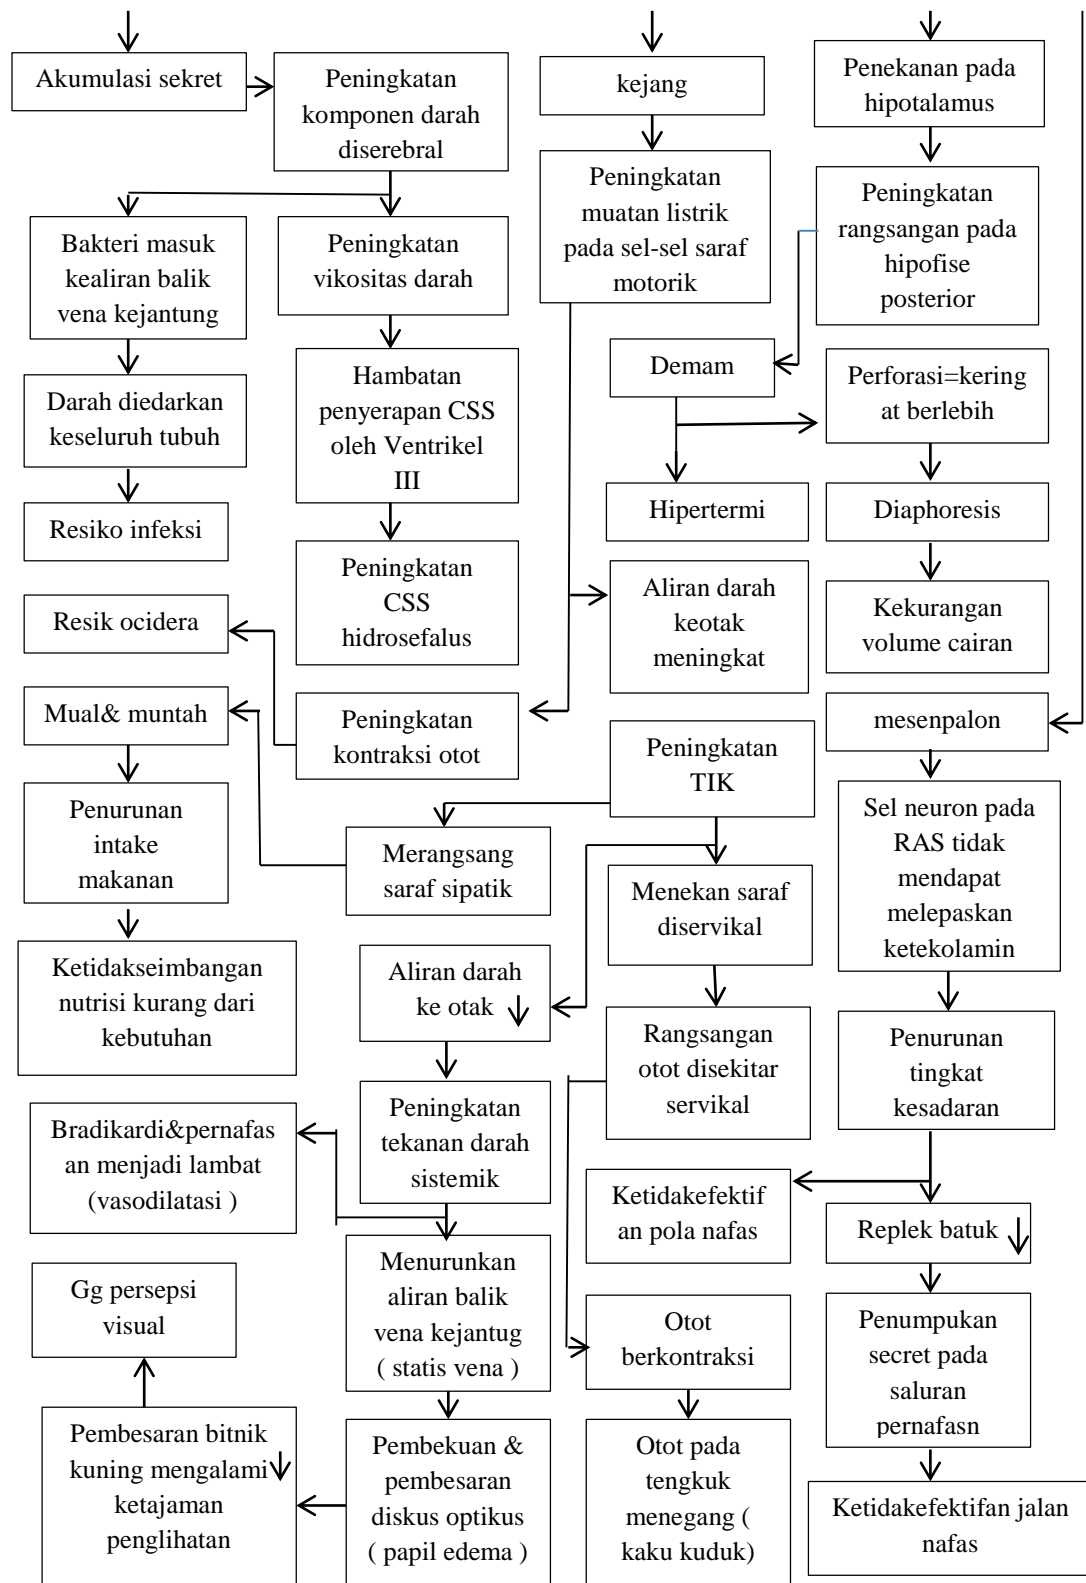 Akumulasi sekret
Peningkatan
komponen darah
diserebral
kejang
Penekanan pada
hipotalamus
Bakteri masuk
kealiran balik
vena kejantung
Peningkatan
vikositas darah
Peningkatan
muatan listrik
pada sel-sel saraf
motorik
Peningkatan
rangsangan pada
hipofise
posterior
Darah diedarkan
keseluruh tubuh
Hambatan
penyerapan CSS
oleh Ventrikel
III
Demam
Perforasi=kering
at berlebih
Resiko infeksi
Hipertermi
Diaphoresis
Peningkatan
CSS
hidrosefalus
Aliran darah
keotak
meningkat
Kekurangan
volume cairan
Resik ocidera
Mual& muntah
Peningkatan
kontraksi otot
Peningkatan
TIK
mesenpalon
Penurunan
intake
makanan
Merangsang
saraf sipatik
Menekan saraf
diservikal
Sel neuron pada
RAS tidak
mendapat
melepaskan
ketekolamin
Ketidakseimbangan
nutrisi kurang dari
kebutuhan
Aliran darah
ke otak
Rangsangan
otot disekitar
servikal
Penurunan
tingkat
kesadaran
Bradikardi&pernafas
an menjadi lambat
(vasodilatasi )
Peningkatan
tekanan darah
sistemik
Ketidakefektif
an pola nafas
Replek batuk
Gg persepsi
visual
Menurunkan
aliran balik
vena kejantug
( statis vena )
Otot
berkontraksi
Penumpukan
secret pada
saluran
pernafasn
Pembesaran bitnik
kuning mengalami
ketajaman
penglihatan
Pembekuan &
pembesaran
diskus optikus
( papil edema )
Otot pada
tengkuk
menegang (
kaku kuduk)
Ketidakefektifan jalan
nafas